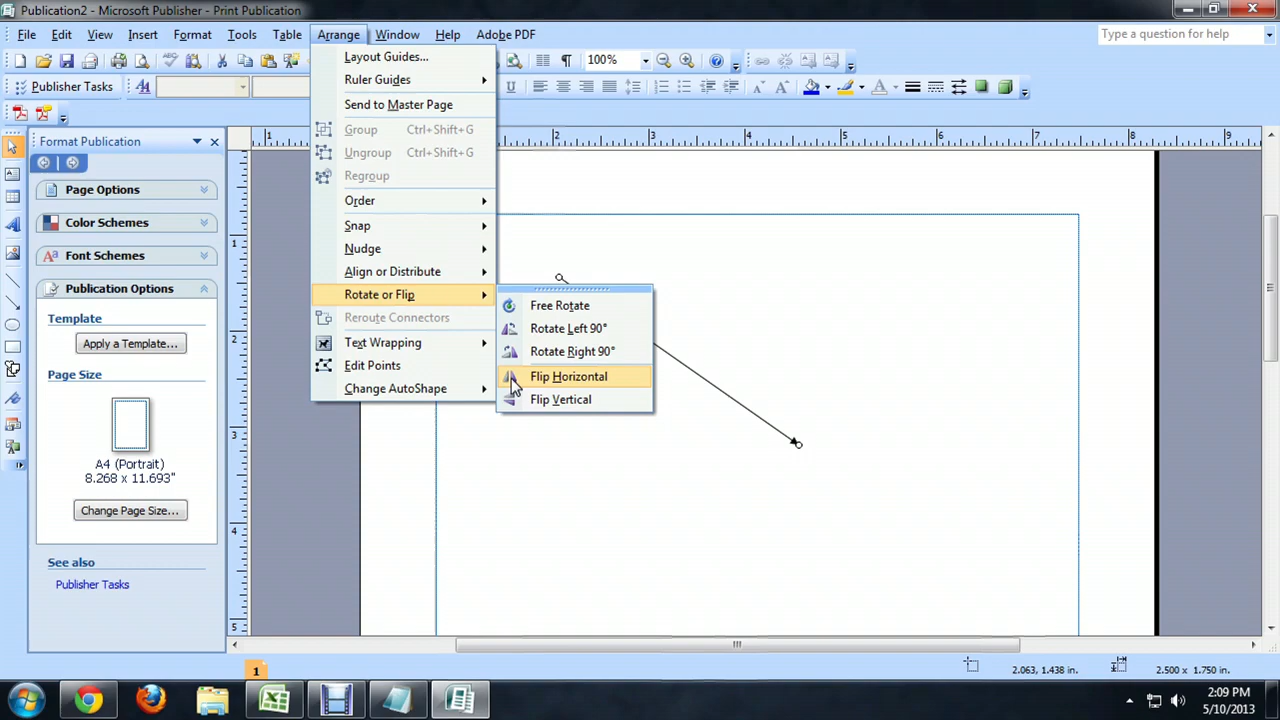 Publication2 - Microsoft Publisher - Print Publication
File Edit View Insert Format Tools Table Arrange Window Help Adobe PDF
Type a question for help
100%
Publisher Tasks
Format Publication
Page Options
Color Schemes
Font Schemes
Publication Options
Template
Apply a Template...
Page Size
A4 (Portrait)
8.268 x 11.693"
Change Page Size...
See also
Publisher Tasks
Layout Guides...
Ruler Guides
Send to Master Page
Group Ctrl+Shift+G
Ungroup Ctrl+Shift+G
Regroup
Order
Snap
Nudge
Align or Distribute
Rotate or Flip
Reroute Connectors
Text Wrapping
Edit Points
Change AutoShape
Free Rotate
Rotate Left 90°
Rotate Right 90°
Flip Horizontal
Flip Vertical
1 2 3 4 5 6 7 8 9
1
2
3
4
5
1
2.063, 1.438 in.
2.500 x 1.750 in.
2:09 PM
5/10/2013